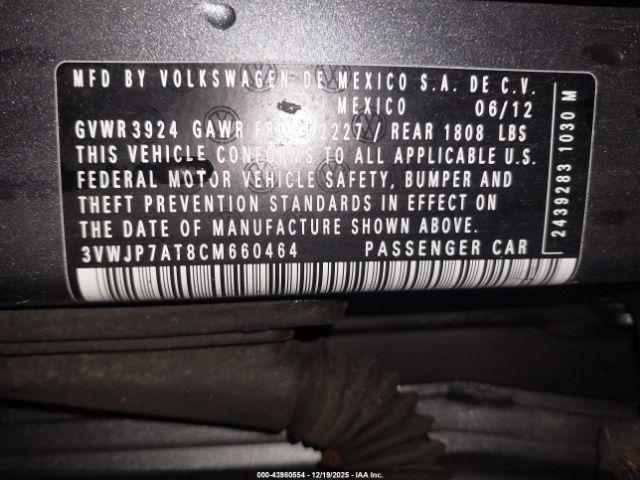 MFD BY VOLKSWAGEN DE MEXICO S.A. DE C.V.
MEXICO 06/12
GVWR 3924 GAWR 2227 / REAR 1808 LBS
THIS VEHICLE CONFORMS TO ALL APPLICABLE U.S.
FEDERAL MOTOR VEHICLE SAFETY, BUMPER AND
THEFT PREVENTION STANDARDS IN EFFECT ON
THE DATE OF MANUFACTURE SHOWN ABOVE.
3VWJP7AT8CM660464 PASSENGER CAR
2439283 1030 M
000-43980554 - 12/19/2025 - IAA Inc.